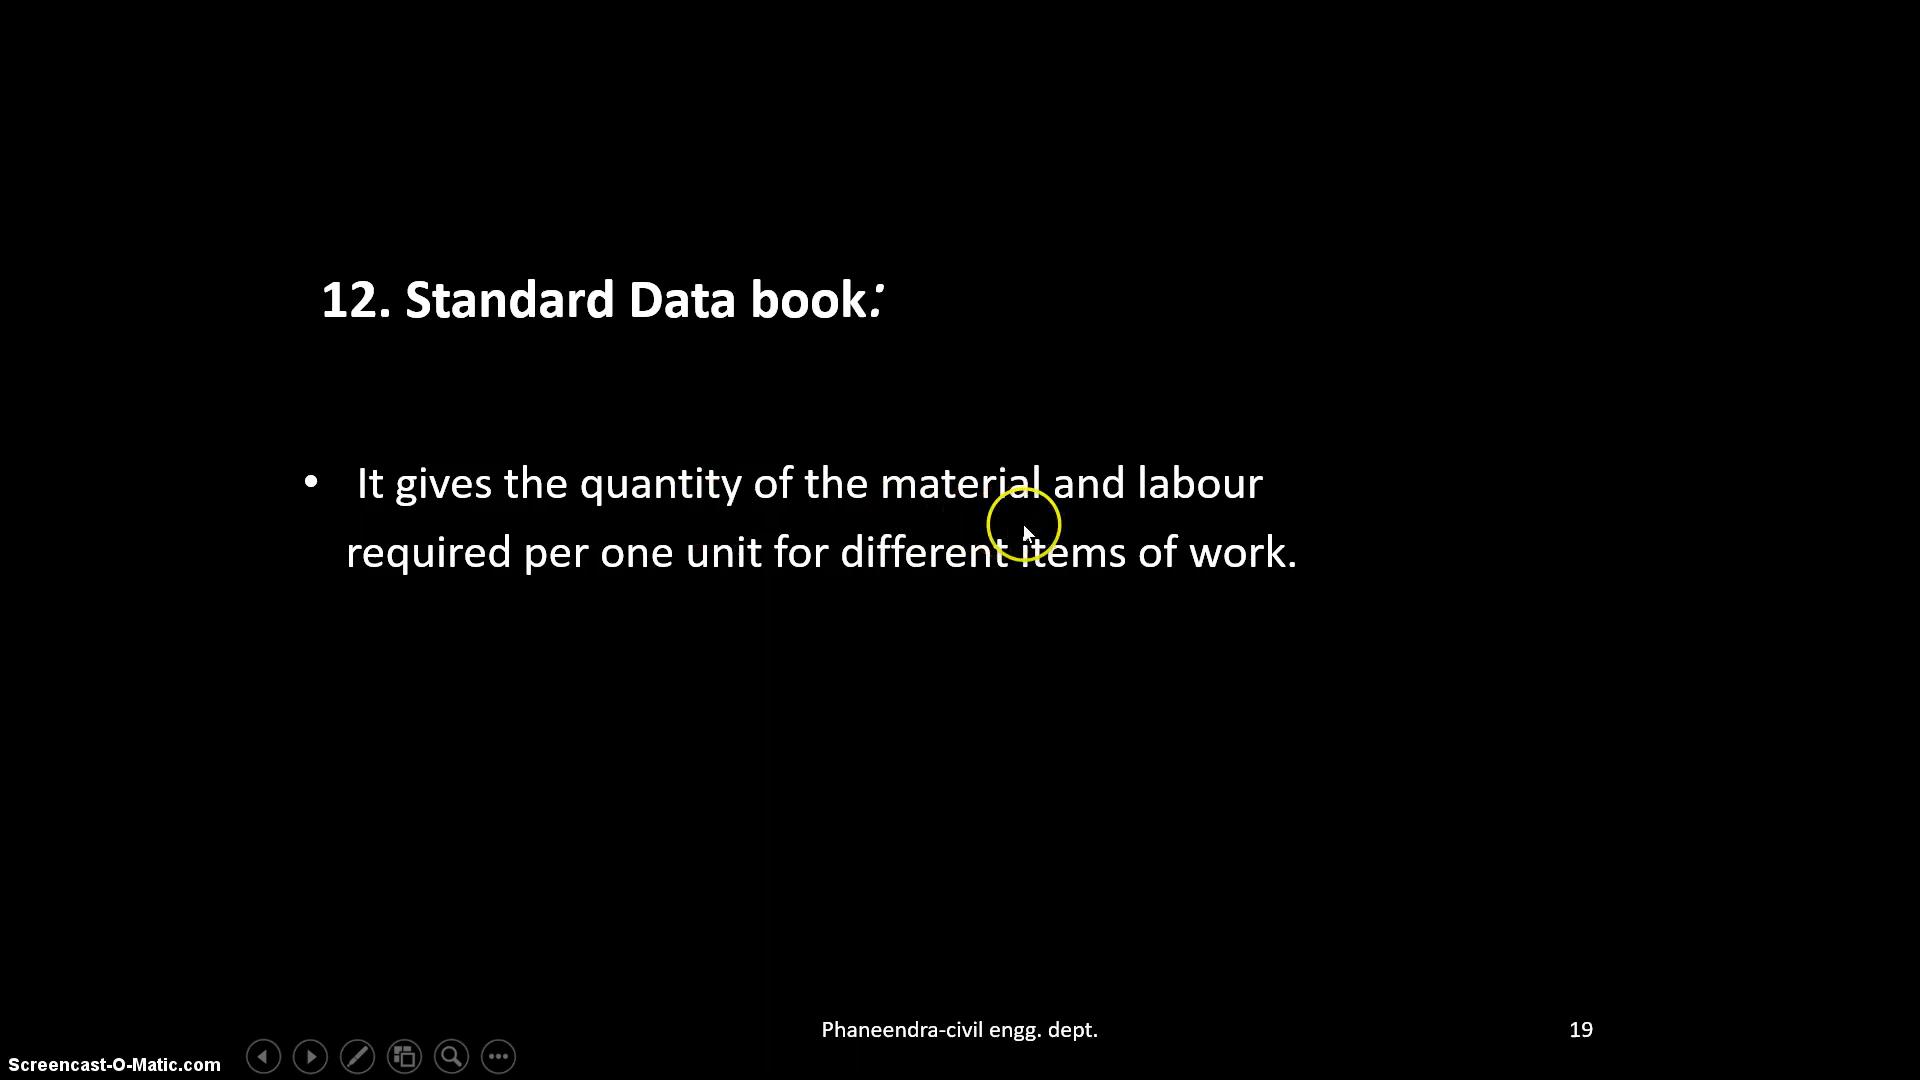 12. Standard Data book:
• It gives the quantity of the material and labour
required per one unit for different items of work.
Phaneendra-civil engg. dept.
19
Screencast-O-Matic.com